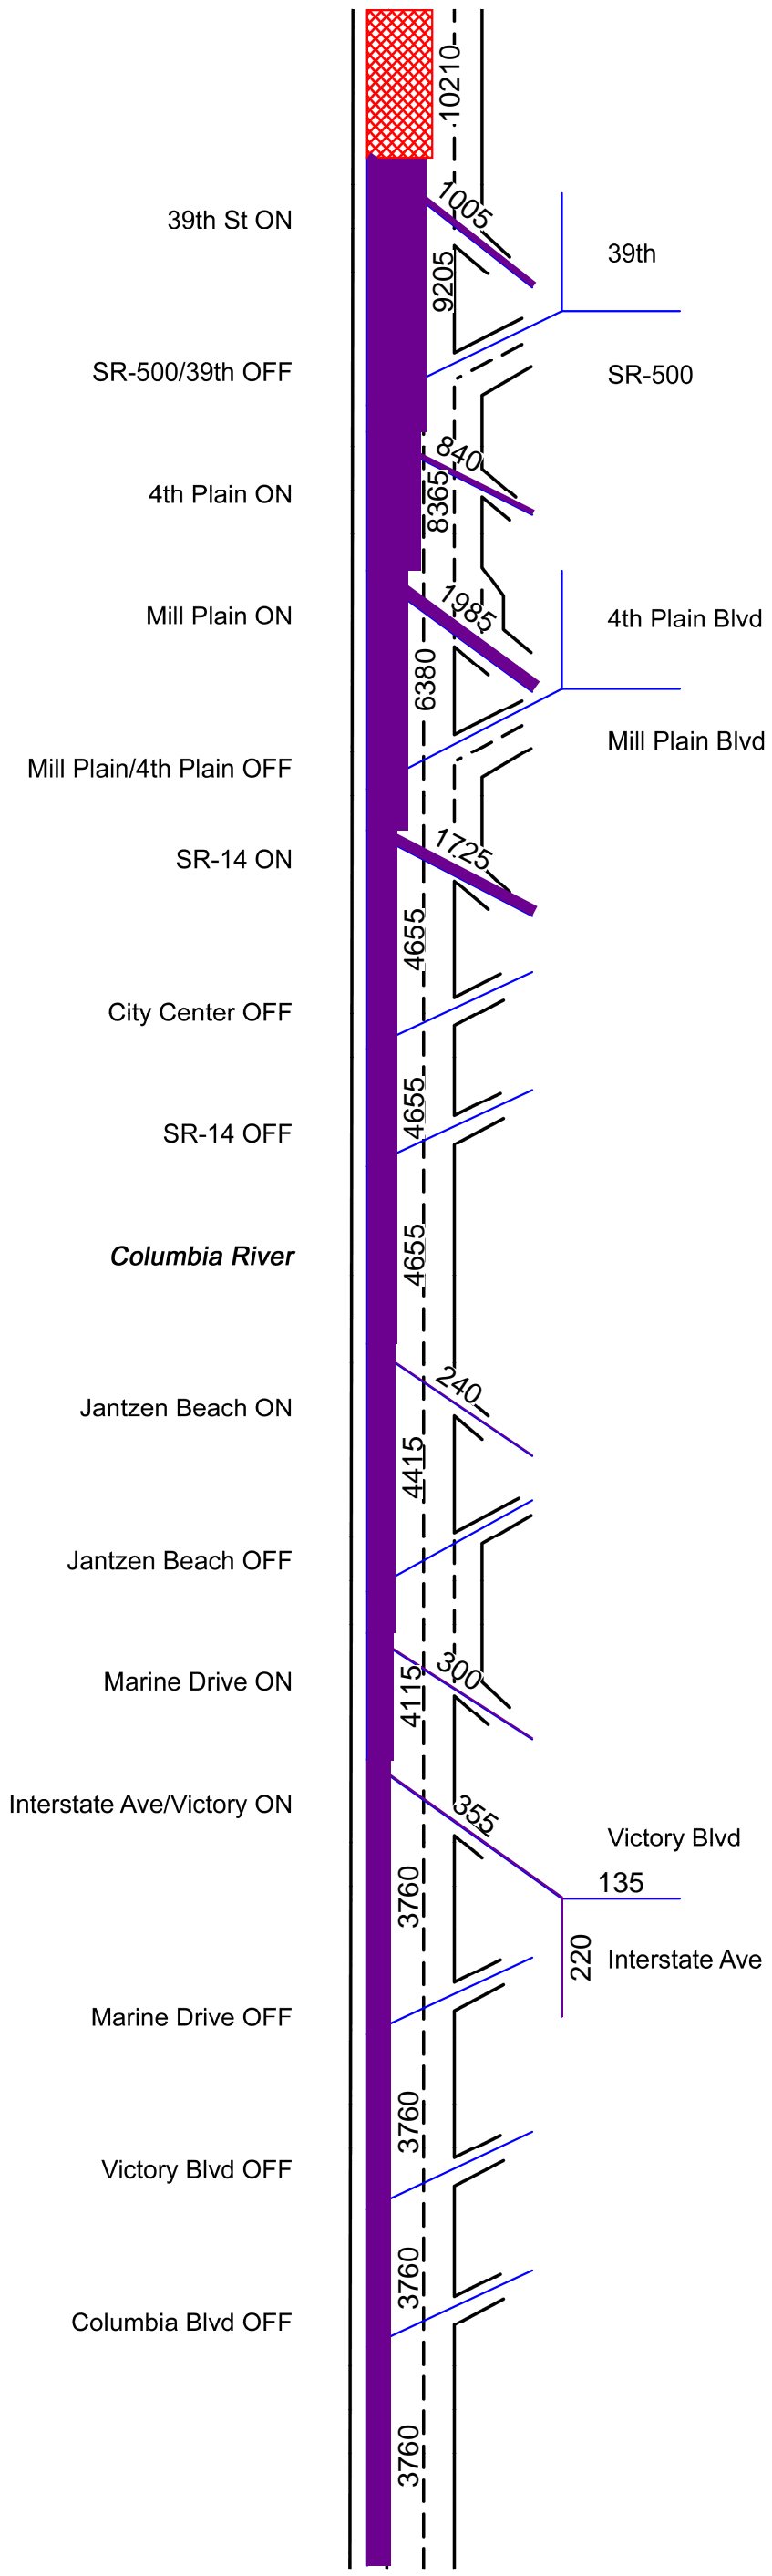 10210
39th St ON
1005
39th
9205
SR-500/39th OFF
SR-500
840
4th Plain ON
8365
Mill Plain ON
1985
4th Plain Blvd
6380
Mill Plain/4th Plain OFF
Mill Plain Blvd
SR-14 ON
1725
4655
City Center OFF
4655
SR-14 OFF
Columbia River
4655
240
Jantzen Beach ON
4415
Jantzen Beach OFF
300
Marine Drive ON
4115
Interstate Ave/Victory ON
355
Victory Blvd
135
3760
220
Interstate Ave
Marine Drive OFF
3760
Victory Blvd OFF
3760
Columbia Blvd OFF
3760